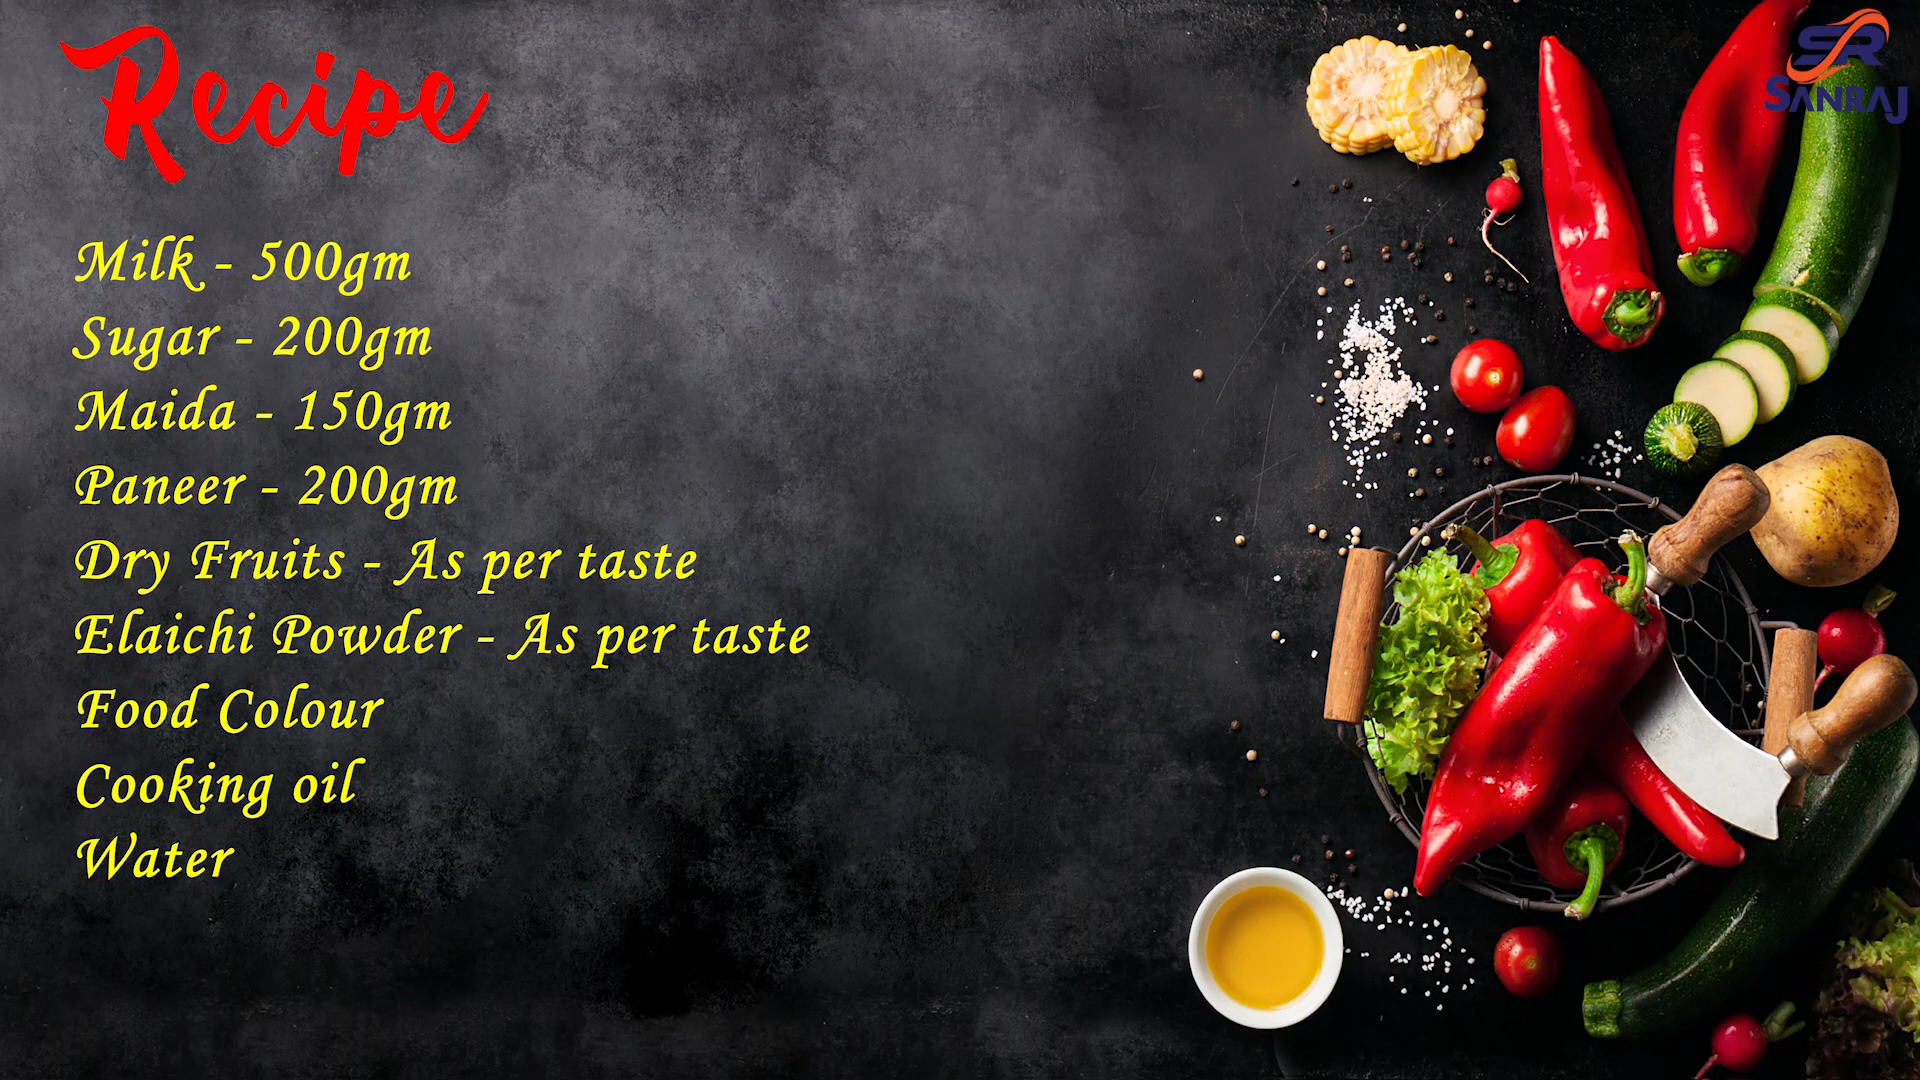 Recipe
SR
SANRAJ
Milk - 500gm
Sugar - 200gm
Maida - 150gm
Paneer - 200gm
Dry Fruits - As per taste
Elaichi Powder - As per taste
Food Colour
Cooking oil
Water